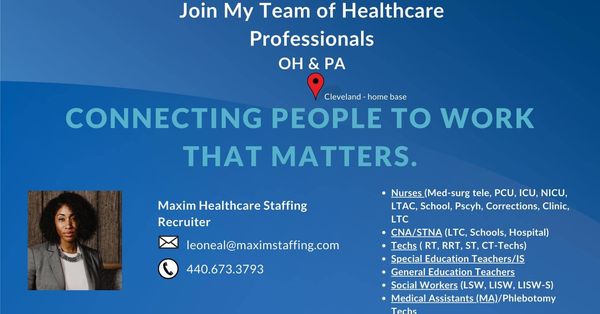 Join My Team of Healthcare
Professionals
OH & PA
Cleveland - home base
CONNECTING PEOPLE TO WORK
THAT MATTERS.
Maxim Healthcare Staffing
Recruiter
leoneal@maximstaffing.com
440.673.3793
Nurses (Med-surg tele, PCU, ICU, NICU,
LTAC, School, Pscyh, Corrections, Clinic,
LTC
CNA/STNA (LTC, Schools, Hospital)
Techs ( RT, RRT, ST, CT-Techs)
Special Education Teachers/IS
General Education Teachers
Social Workers (LSW, LISW, LISW-S)
Medical Assistants (MA)/Phlebotomy
Techs